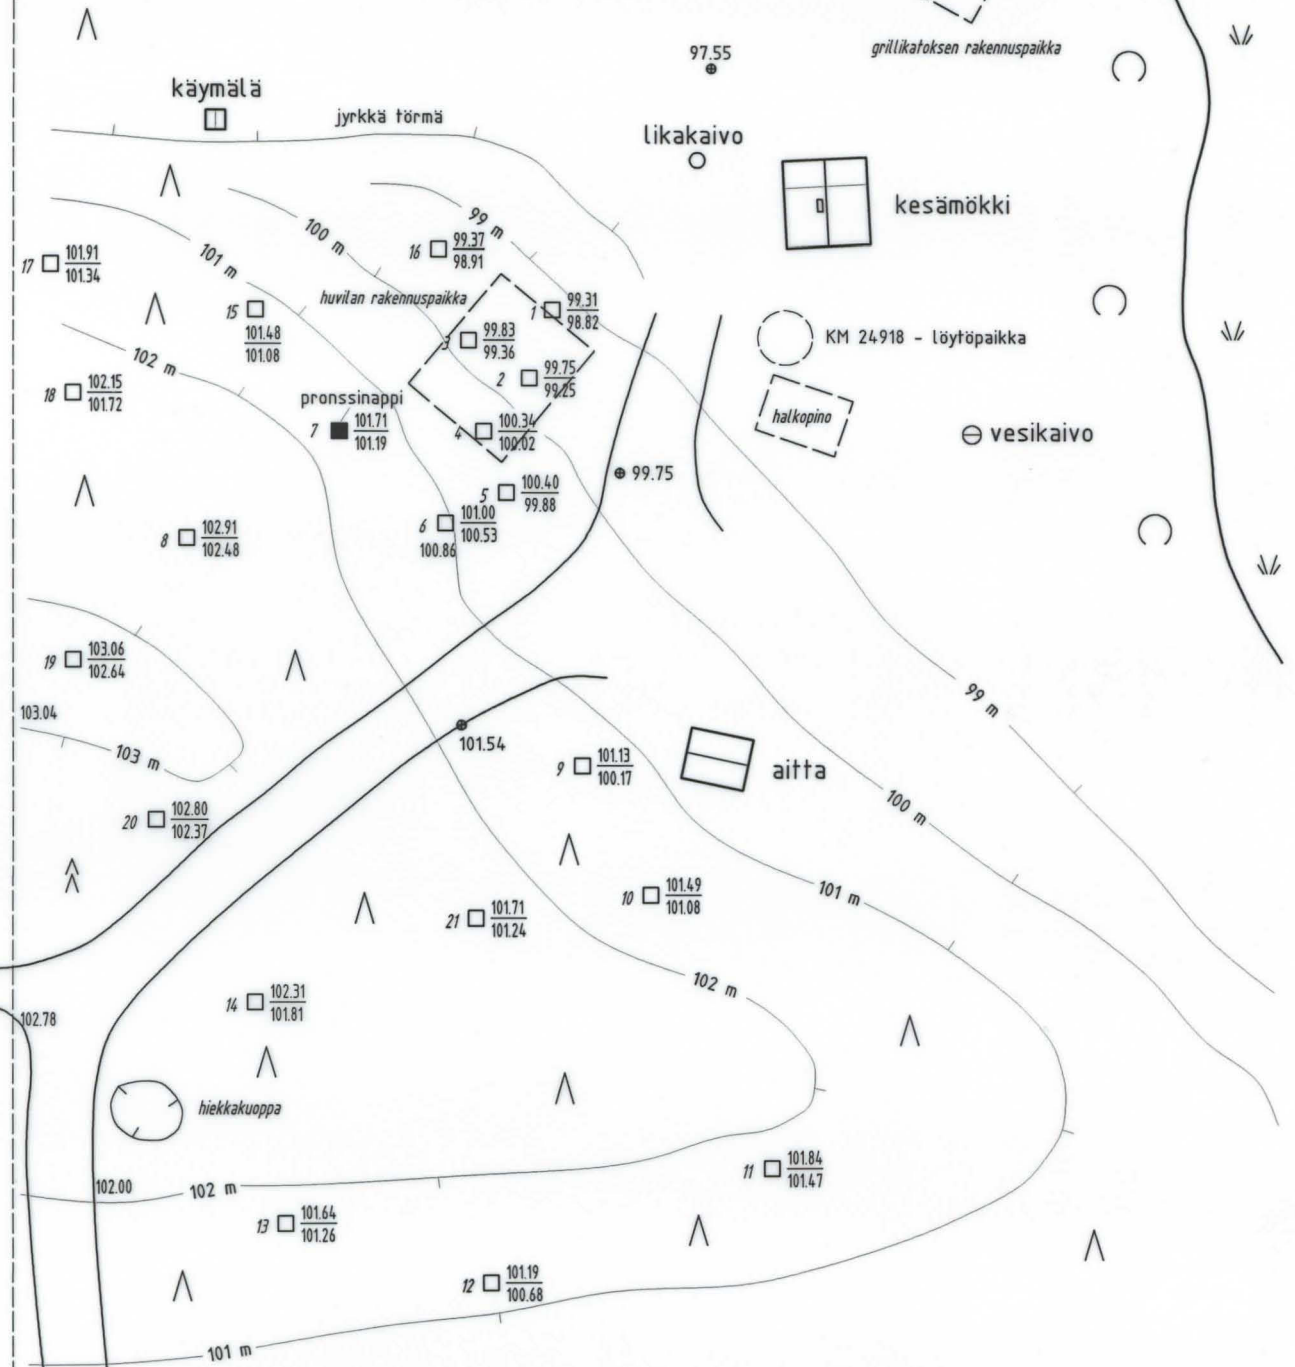 grillikatoksen rakennuspaikka
97.55
käymälä
jyrkkä törmä
likakaivo
kesämökki
99 m
100 m
101 m
16 99.37
98.91
17 101.91
101.34
huvilan rakennuspaikka
1 99.31
98.82
15
101.48
101.08
3 99.83
99.36
KM 24918 - löytöpaikka
102 m
2 99.75
99.25
18 102.15
101.72
pronssinappi
7 101.71
101.19
4 100.34
100.02
halkopino
vesikaivo
99.75
5 100.40
99.88
6 101.00
100.53
100.86
8 102.91
102.48
19 103.06
102.64
99 m
103.04
101.54
103 m
9 101.13
100.17
aitta
100 m
20 102.80
102.37
10 101.49
101.08
101 m
21 101.71
101.24
102 m
14 102.31
101.81
102.78
hiekkakuoppa
11 101.84
101.47
102.00
102 m
13 101.64
101.26
12 101.19
100.68
101 m